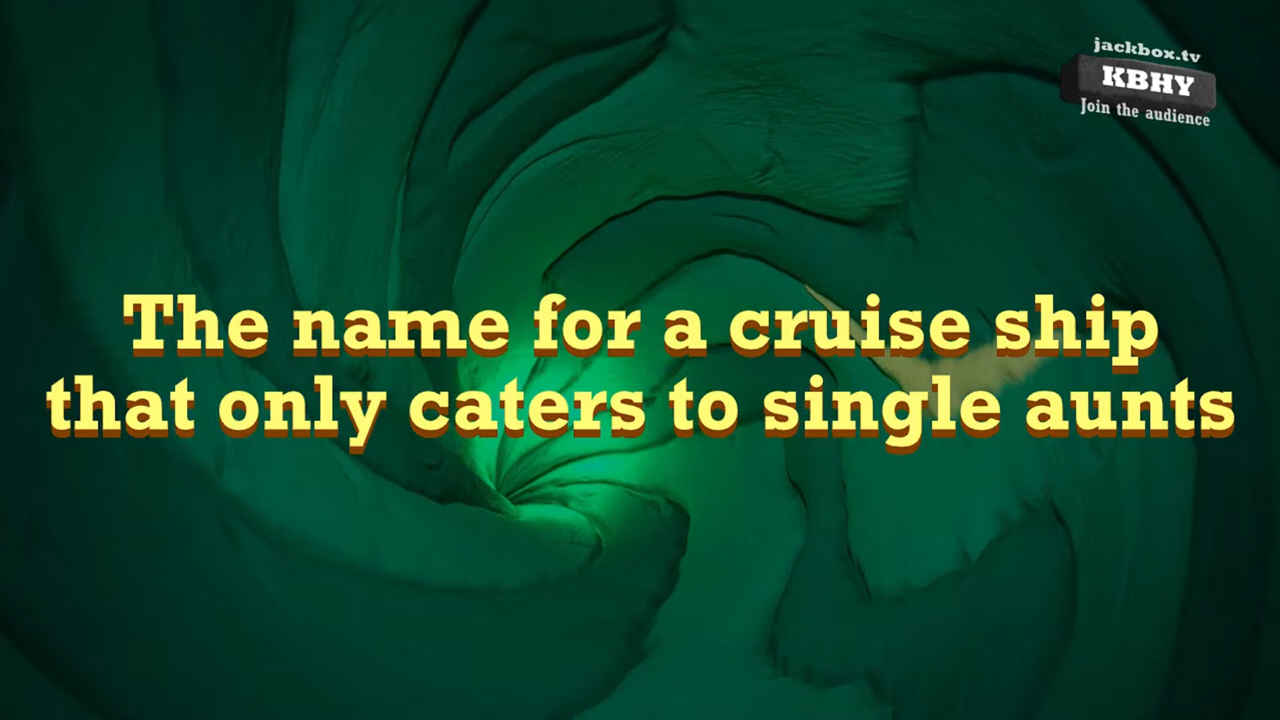 jackbox.tv
KBHY
Join the audience
The name for a cruise ship
that only caters to single aunts